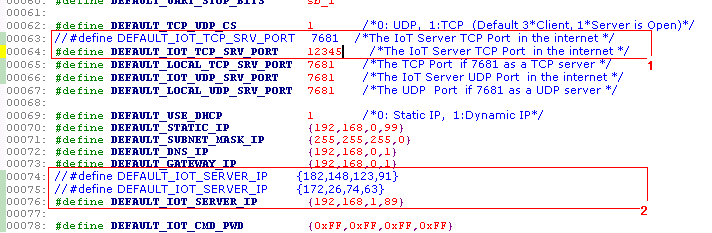 00060: #define DEFAULT_UART_STOP_BITS sb_1
00061:
00062: #define DEFAULT_TCP_UDP_CS 1 /*0: UDP, 1:TCP (Default 3*Client, 1*Server is Open)*/
00063: //#define DEFAULT_IOT_TCP_SRV_PORT 7681 /*The IoT Server TCP Port in the internet */
00064: #define DEFAULT_IOT_TCP_SRV_PORT 12345 /*The IoT Server TCP Port in the internet */
1
00065: #define DEFAULT_LOCAL_TCP_SRV_PORT 7681 /*The TCP Port if 7681 as a TCP server */
00066: #define DEFAULT_IOT_UDP_SRV_PORT 7681 /*The IoT Server UDP Port in the internet */
00067: #define DEFAULT_LOCAL_UDP_SRV_PORT 7681 /*The UDP Port if 7681 as a UDP server */
00068:
00069: #define DEFAULT_USE_DHCP 1 /*0: Static IP, 1:Dynamic IP*/
00070: #define DEFAULT_STATIC_IP {192,168,0,99}
00071: #define DEFAULT_SUBNET_MASK_IP {255,255,255,0}
00072: #define DEFAULT_DNS_IP {192,168,0,1}
00073: #define DEFAULT_GATEWAY_IP {192,168,0,1}
00074: //#define DEFAULT_IOT_SERVER_IP {182,148,123,91}
00075: //#define DEFAULT_IOT_SERVER_IP {172,26,74,63}
00076: #define DEFAULT_IOT_SERVER_IP {192,168,1,89}
2
00077:
00078: #define DEFAULT_IOT_CMD_PWD {0xFF,0xFF,0xFF,0xFF}